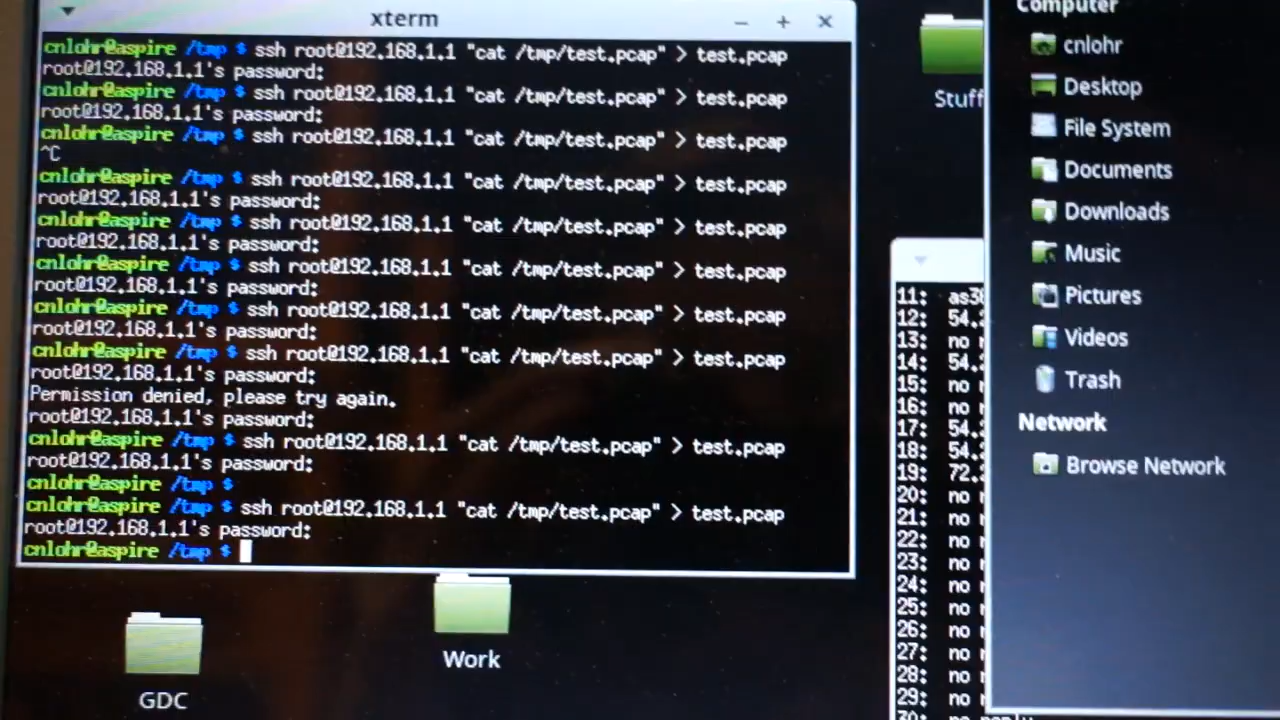 xterm
cnlohr@aspire /tmp $ ssh root@192.168.1.1 "cat /tmp/test.pcap" > test.pcap
root@192.168.1.1's password:
cnlohr@aspire /tmp $ ssh root@192.168.1.1 "cat /tmp/test.pcap" > test.pcap
root@192.168.1.1's password:
cnlohr@aspire /tmp $ ssh root@192.168.1.1 "cat /tmp/test.pcap" > test.pcap
^C
cnlohr@aspire /tmp $ ssh root@192.168.1.1 "cat /tmp/test.pcap" > test.pcap
root@192.168.1.1's password:
cnlohr@aspire /tmp $ ssh root@192.168.1.1 "cat /tmp/test.pcap" > test.pcap
root@192.168.1.1's password:
cnlohr@aspire /tmp $ ssh root@192.168.1.1 "cat /tmp/test.pcap" > test.pcap
root@192.168.1.1's password:
cnlohr@aspire /tmp $ ssh root@192.168.1.1 "cat /tmp/test.pcap" > test.pcap
root@192.168.1.1's password:
cnlohr@aspire /tmp $ ssh root@192.168.1.1 "cat /tmp/test.pcap" > test.pcap
root@192.168.1.1's password:
Permission denied, please try again.
root@192.168.1.1's password:
cnlohr@aspire /tmp $ ssh root@192.168.1.1 "cat /tmp/test.pcap" > test.pcap
root@192.168.1.1's password:
cnlohr@aspire /tmp $
cnlohr@aspire /tmp $ ssh root@192.168.1.1 "cat /tmp/test.pcap" > test.pcap
root@192.168.1.1's password:
cnlohr@aspire /tmp $
GDC
Work
Stuff
11:
12: 54.
13: no
14: 54.
15: no
16: no
17: 54.
18: 54.
19: 72.
20: no
21: no
22: no
23: no
24: no
25: no
26: no
27: no
28: no
29: no
30: no
Computer
cnlohr
Desktop
File System
Documents
Downloads
Music
Pictures
Videos
Trash
Network
Browse Network